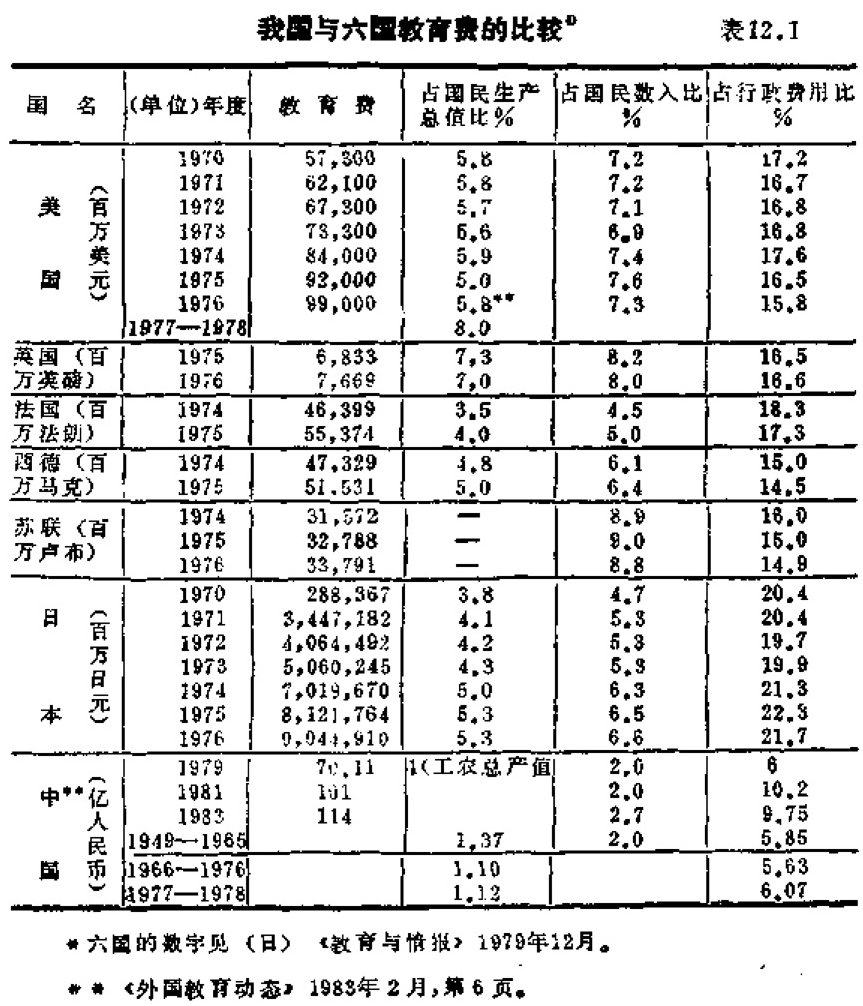 我国与六国教育费的比较① 表12.1
国 名 (单位)年度 教 育 费 占国民生产总值比% 占国民数入比% 占行政费用比%
美国(百万美元) 1970 57,300 5.8 7.2 17.2
1971 62,100 5.8 7.2 16.7
1972 67,300 5.7 7.1 16.8
1973 73,300 5.6 6.9 16.8
1974 84,000 5.9 7.4 17.6
1975 92,000 5.0 7.6 16.5
1976 99,000 5.8** 7.3 15.8
1977—1978 8.0
英国(百万英磅) 1975 6,833 7,3 8.2 16.5
1976 7,669 7,0 8.0 16.6
法国(百万法朗) 1974 46,399 3.5 4.5 18.3
1975 55,374 4.0 5.0 17.3
西德(百万马克) 1974 47,329 4.8 6.1 15.0
1975 51.531 5.0 6.4 14.5
苏联(百万卢布) 1974 31,572 — 8.9 16.0
1975 32,788 — 9.0 15.0
1976 33,791 — 8.8 14.9
日本(百万日元) 1970 288,367 3.8 4.7 20.4
1971 3,447,182 4.1 5.3 20.4
1972 4,064,492 4.2 5.3 19.7
1973 5,060,245 4.3 5.3 19.9
1974 7,019,670 5.0 6.3 21.3
1975 8,121,764 5.3 6.5 22.3
1976 9,044,910 5.3 6.6 21.7
中**国(亿人民币) 1979 70.11 1(工农总产值 2.0 6
1981 101 2.0 10.2
1983 114 2.7 9.75
1949—1965 1,37 2.0 5.85
1966—1976 1.10 5.63
1977—1978 1.12 6.07
*六国的数字见(日)《教育与情报》1979年12月。
**《外国教育动态》1983年2月,第6页。